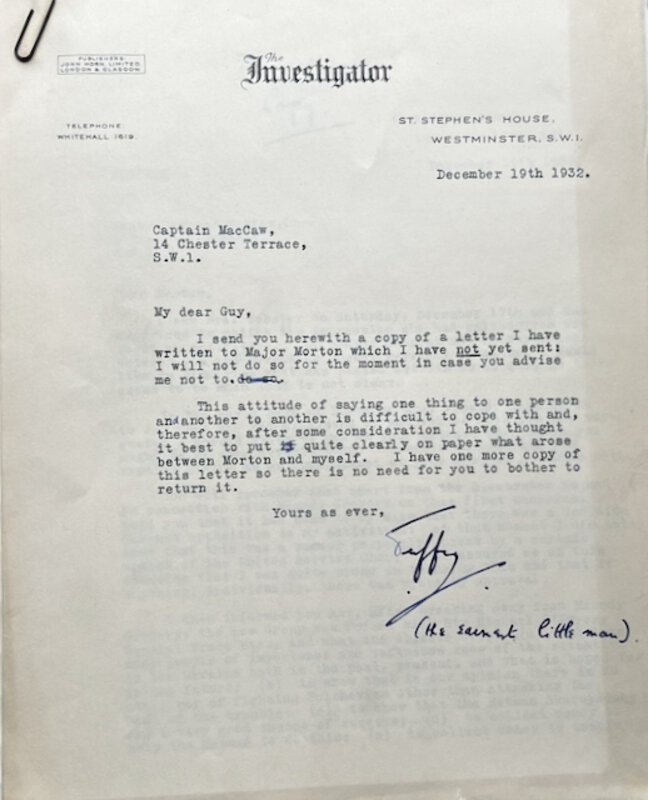 PUBLISHERS
JOHN HORN, LIMITED
LONDON & GLASGOW
The
Investigator
TELEPHONE:
WHITEHALL 1619.
ST. STEPHEN'S HOUSE,
WESTMINSTER, S.W.1.
December 19th 1932.
Captain MacCaw,
14 Chester Terrace,
S.W.1.
My dear Guy,
I send you herewith a copy of a letter I have
written to Major Morton which I have not yet sent:
I will not do so for the moment in case you advise
me not to. do so.
This attitude of saying one thing to one person
and another to another is difficult to cope with and,
therefore, after some consideration I have thought
it best to put quite clearly on paper what arose
between Morton and myself. I have one more copy of
this letter so there is no need for you to bother to
return it.
Yours as ever,
(the earnest little man).